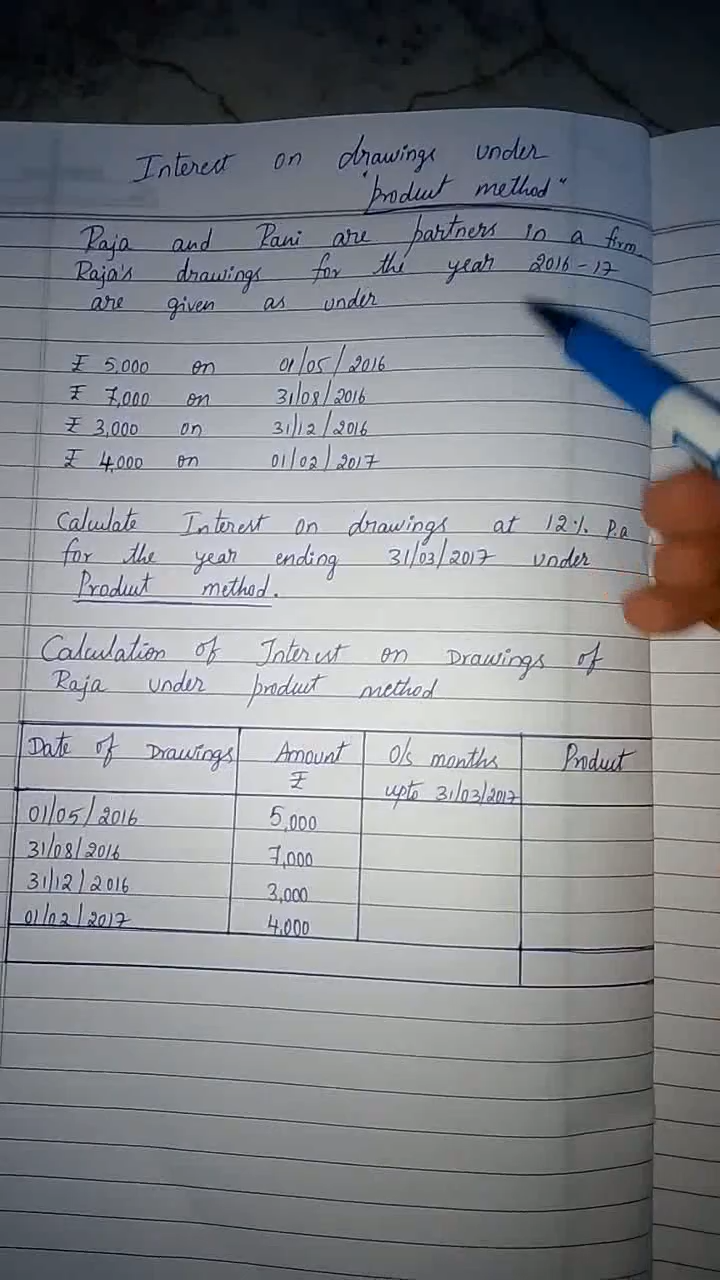 Interest on drawings under
"product method"
Raja and Rani are partners in a firm.
Raja's drawings for the year 2016-17
are given as under
₹ 5,000 on 01/05/2016
₹ 7,000 on 31/08/2016
₹ 3,000 on 31/12/2016
₹ 4,000 on 01/02/2017
Calculate Interest on drawings at 12% p.a
for the year ending 31/03/2017 under
Product method.
Calculation of Interest on Drawings of
Raja under product method
Date of Drawings Amount ₹ O/s months upto 31/03/2017 Product
01/05/2016 5,000
31/08/2016 7,000
31/12/2016 3,000
01/02/2017 4,000